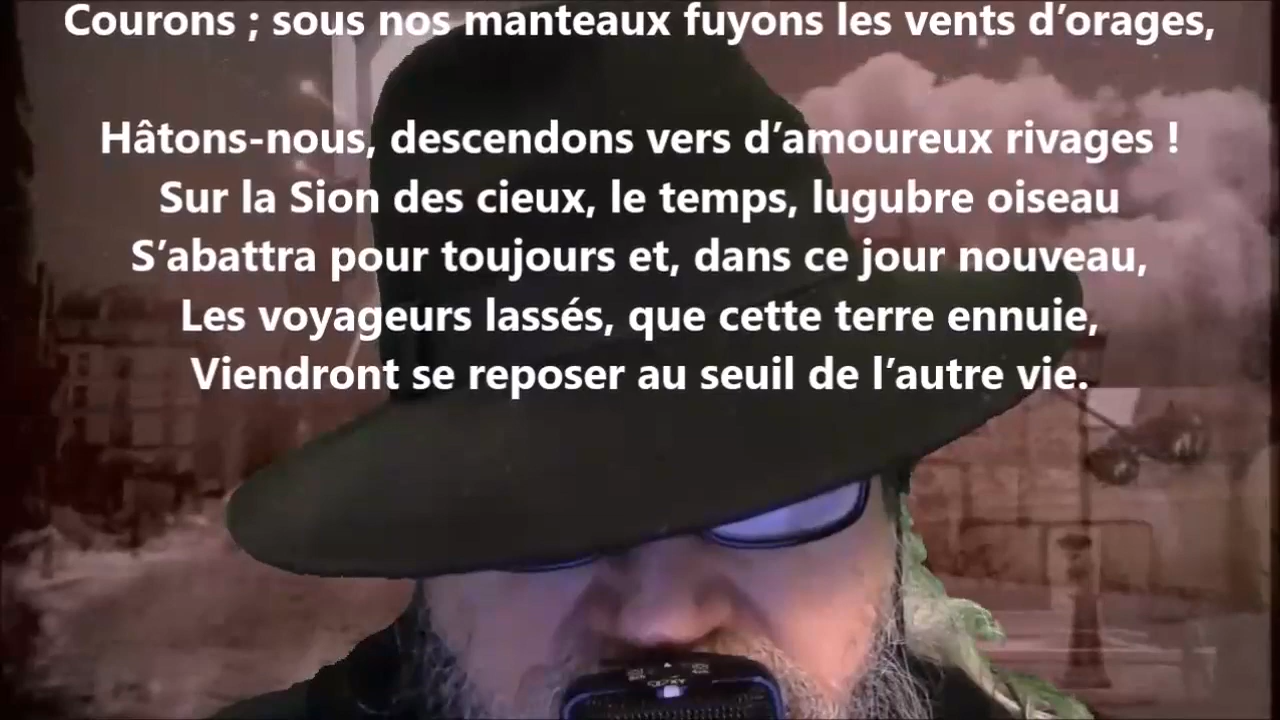 Courons ; sous nos manteaux fuyons les vents d’orages,
Hâtons-nous, descendons vers d’amoureux rivages !
Sur la Sion des cieux, le temps, lugubre oiseau
S’abattra pour toujours et, dans ce jour nouveau,
Les voyageurs lassés, que cette terre ennuie,
Viendront se reposer au seuil de l’autre vie.